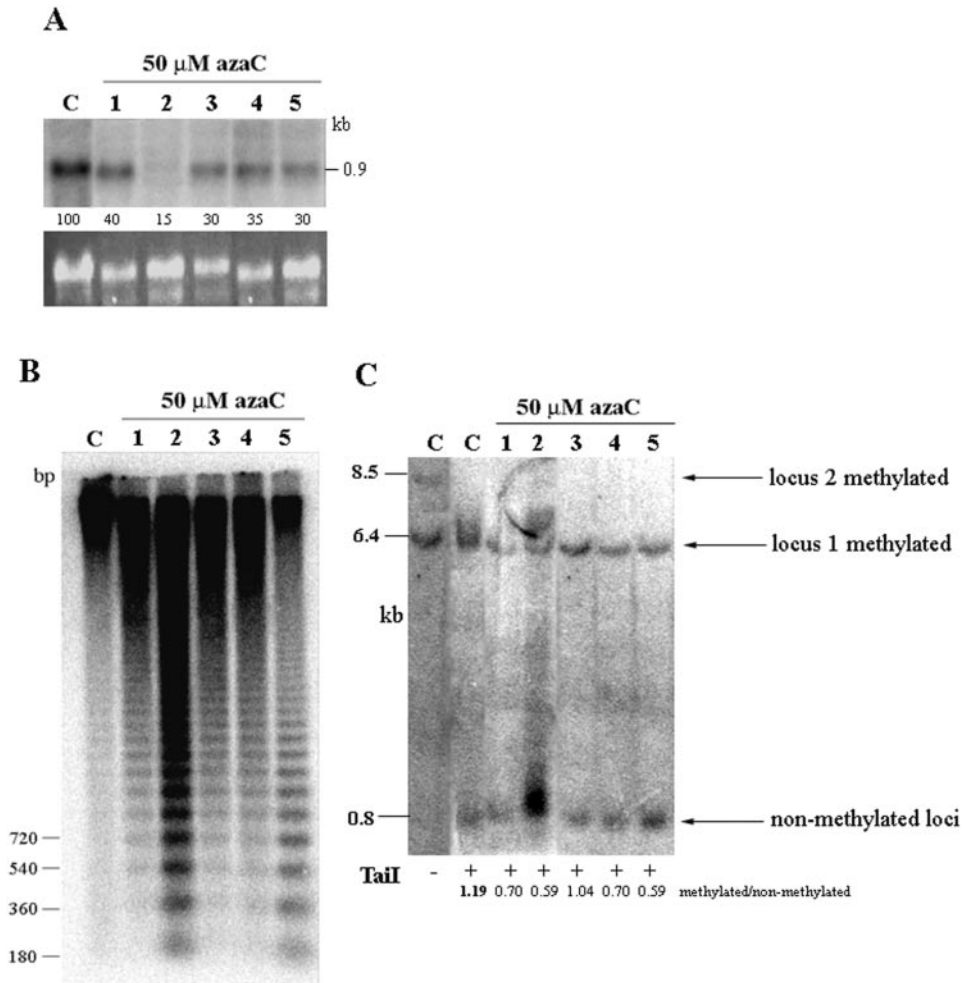 A
50 µM azaC
C 1 2 3 4 5
kb
0.9
100 40 15 30 35 30
B
50 µM azaC
C 1 2 3 4 5
bp
720
540
360
180
C
50 µM azaC
C C 1 2 3 4 5
8.5
6.4
kb
0.8
locus 2 methylated
locus 1 methylated
non-methylated loci
TaiI - + + + + + +
1.19 0.70 0.59 1.04 0.70 0.59 methylated/non-methylated